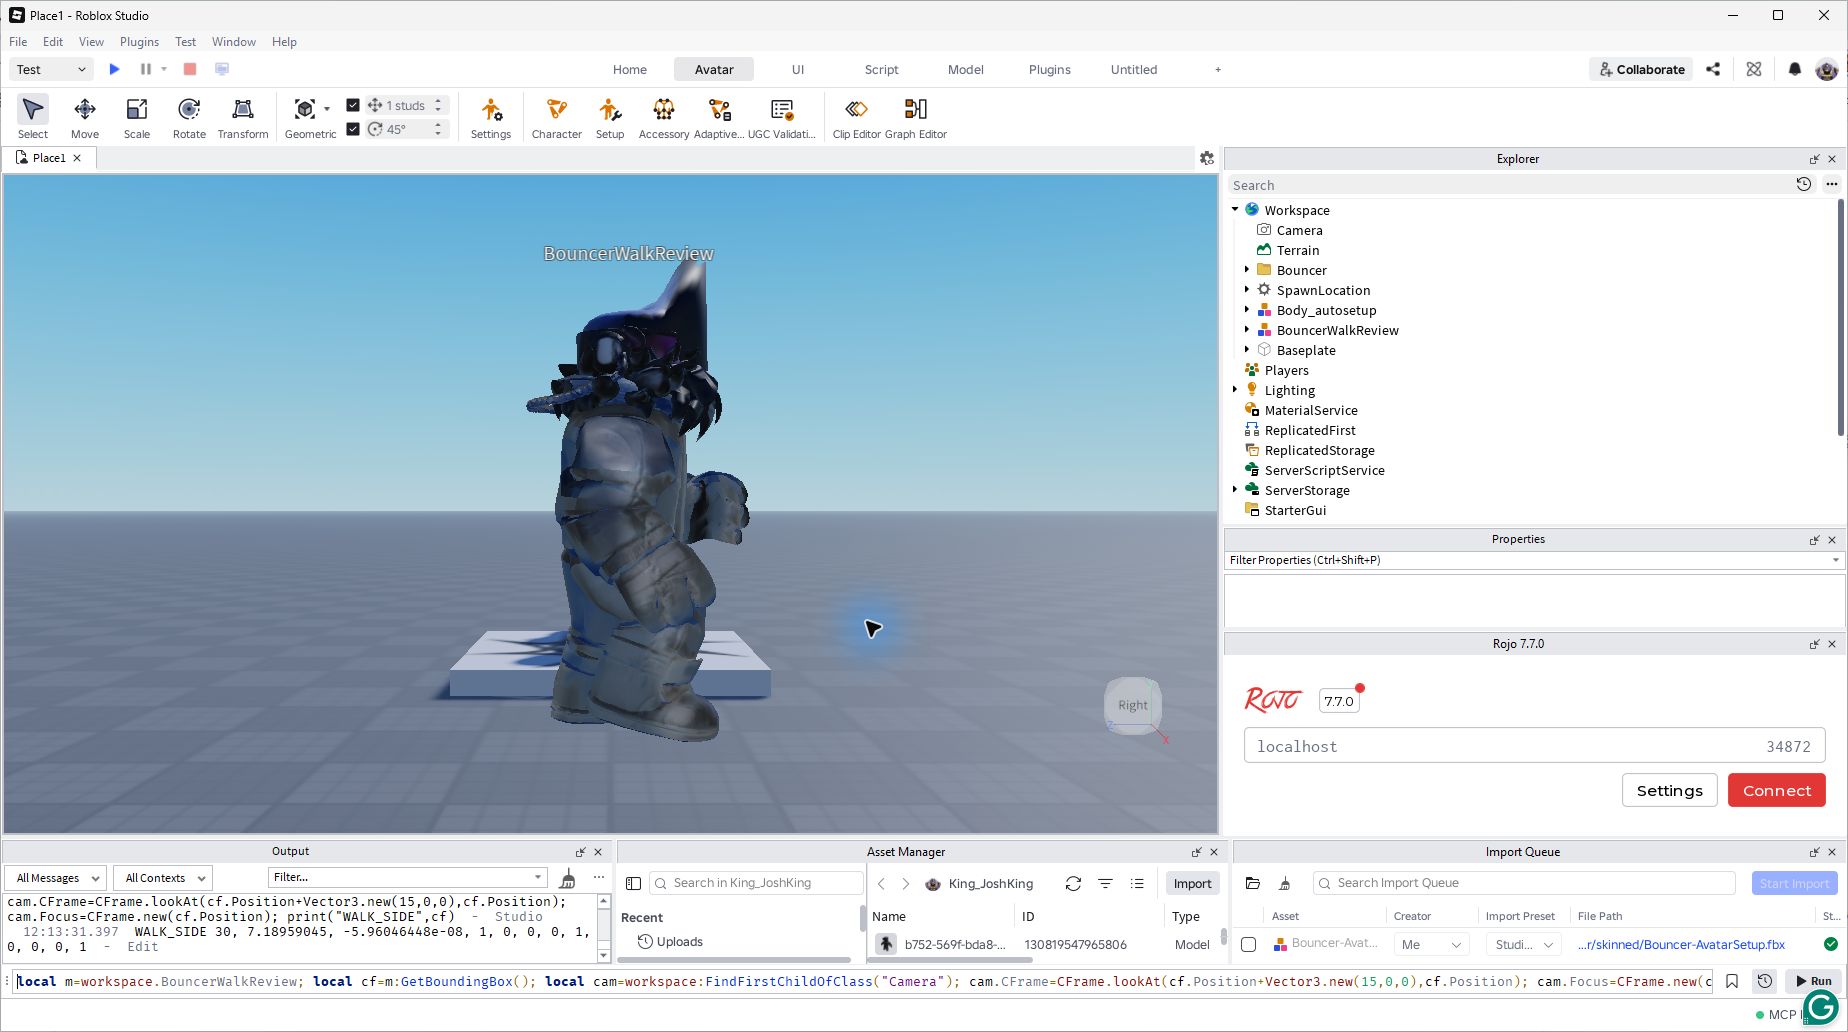 Place1 - Roblox Studio
File Edit View Plugins Test Window Help
Test
Home Avatar UI Script Model Plugins Untitled +
Collaborate
Select Move Scale Rotate Transform Geometric
1 studs
45°
Settings Character Setup Accessory Adaptive... UGC Validati... Clip Editor Graph Editor
Place1
BouncerWalkReview
Right
Z
X
Explorer
Search
Workspace
Camera
Terrain
Bouncer
SpawnLocation
Body_autosetup
BouncerWalkReview
Baseplate
Players
Lighting
MaterialService
ReplicatedFirst
ReplicatedStorage
ServerScriptService
ServerStorage
StarterGui
Properties
Filter Properties (Ctrl+Shift+P)
Rojo 7.7.0
ROJO 7.7.0
localhost 34872
Settings Connect
Output
All Messages All Contexts Filter...
cam.CFrame=CFrame.lookAt(cf.Position+Vector3.new(15,0,0),cf.Position);
cam.Focus=CFrame.new(cf.Position); print("WALK_SIDE",cf) - Studio
12:13:31.397 WALK_SIDE 30, 7.18959045, -5.96046448e-08, 1, 0, 0, 0, 1,
0, 0, 0, 1 - Edit
Asset Manager
Search in King_JoshKing
King_JoshKing
Import
Recent
Uploads
Name ID Type
b752-569f-bda8-... 130819547965806 Model
Import Queue
Search Import Queue
Start Import
Asset Creator Import Preset File Path St...
Bouncer-Avat... Me Studi... ...r/skinned/Bouncer-AvatarSetup.fbx
local m=workspace.BouncerWalkReview; local cf=m:GetBoundingBox(); local cam=workspace:FindFirstChildOfClass("Camera"); cam.CFrame=CFrame.lookAt(cf.Position+Vector3.new(15,0,0),cf.Position); cam.Focus=CFrame.new(c
Run
MCP